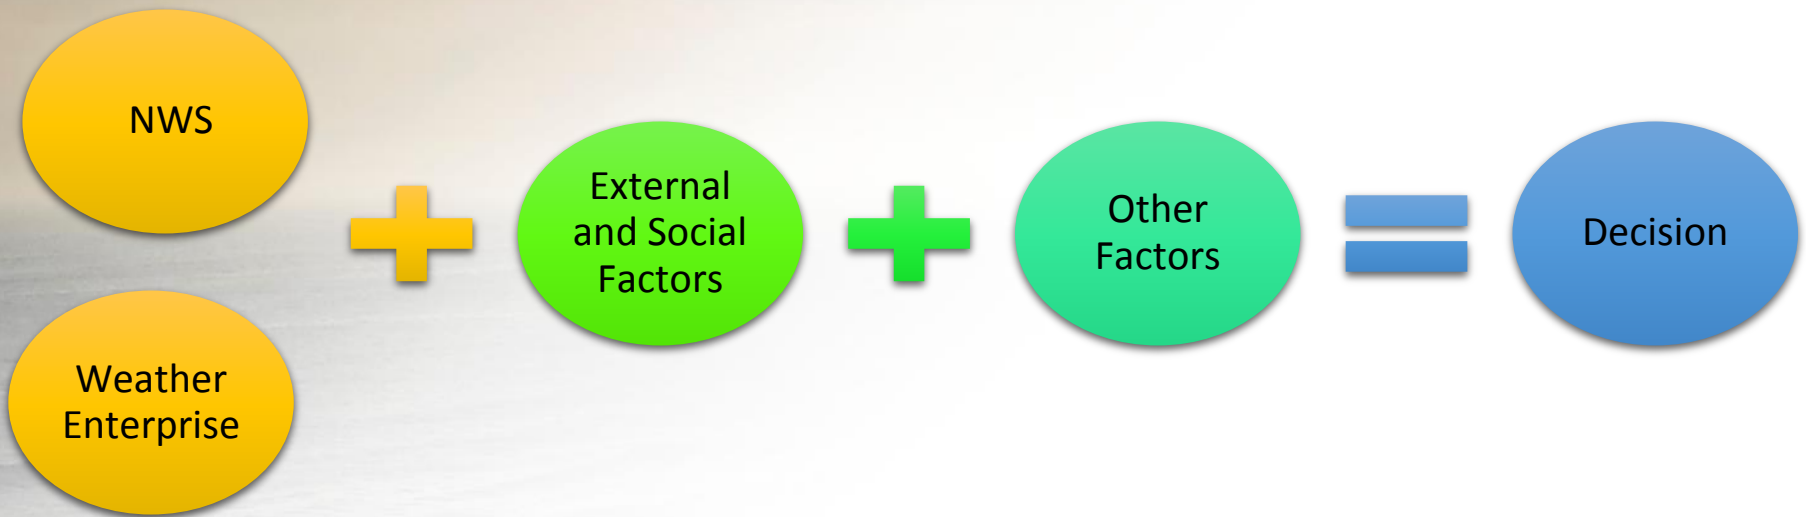 NWS
Weather
Enterprise
External
and Social
Factors
Other
Factors
Decision